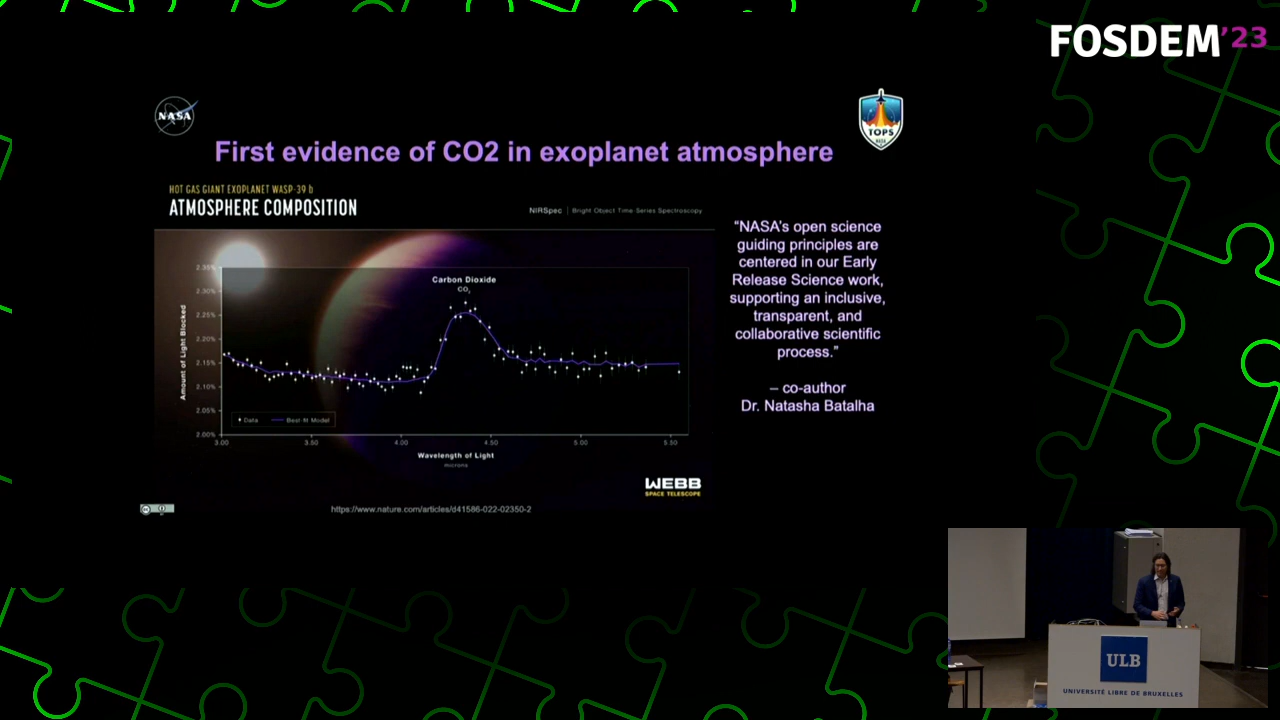 FOSDEM'23
NASA
TOPS
NASA
First evidence of CO2 in exoplanet atmosphere
HOT GAS GIANT EXOPLANET WASP-39 b
ATMOSPHERE COMPOSITION
NIRSpec | Bright Object Time Series Spectroscopy
"NASA's open science
guiding principles are
centered in our Early
Release Science work,
supporting an inclusive,
transparent, and
collaborative scientific
process."
– co-author
Dr. Natasha Batalha
Carbon Dioxide
CO2
Amount of Light Blocked
2.35%
2.30%
2.25%
2.20%
2.15%
2.10%
2.05%
2.00%
Data
Best-fit Model
3.00
3.50
4.00
4.50
5.00
5.50
Wavelength of Light
microns
WEBB
SPACE TELESCOPE
https://www.nature.com/articles/d41586-022-02350-2
ULB
UNIVERSITÉ LIBRE DE BRUXELLES